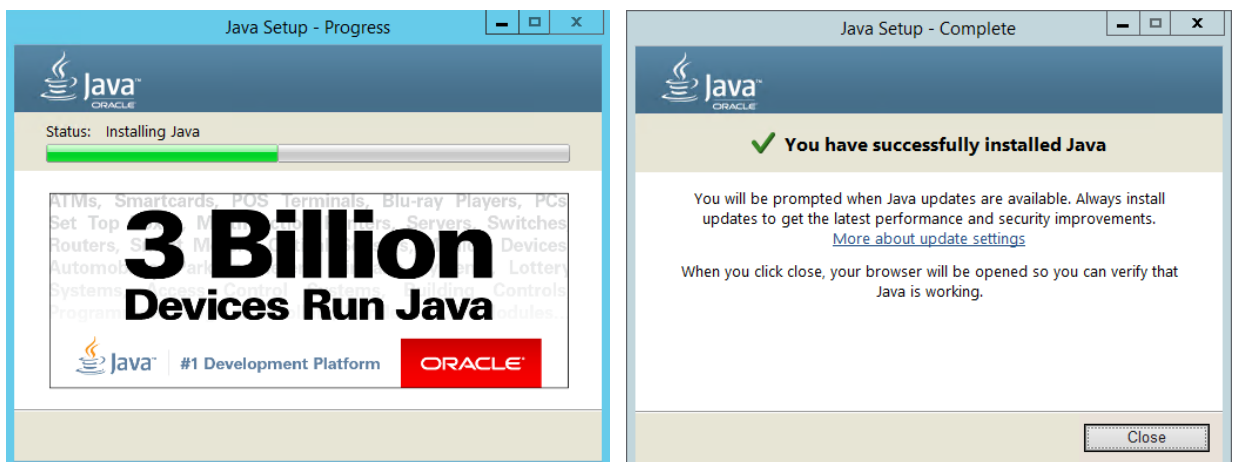 Java Setup - Progress
Java
ORACLE
Status: Installing Java
ATMs, Smartcards, POS Terminals, Blu-ray Players, PCs
Set Top
Servers, Switches
Routers,
Devices
Lottery
Systems, Access Control Systems, Building Controls
3 Billion
Devices Run Java
Java
#1 Development Platform
ORACLE
Java Setup - Complete
Java
ORACLE
You have successfully installed Java
You will be prompted when Java updates are available. Always install
updates to get the latest performance and security improvements.
More about update settings
When you click close, your browser will be opened so you can verify that
Java is working.
Close